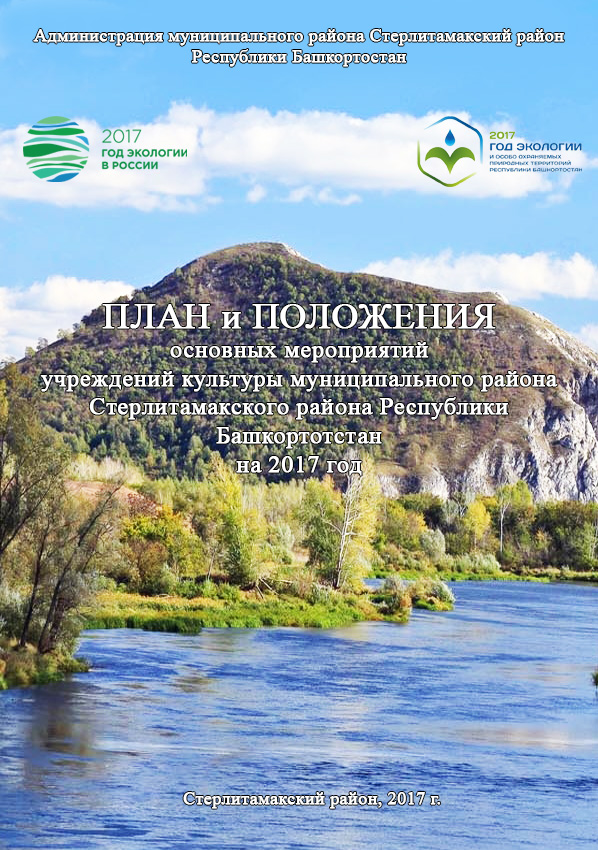 Администрация муниципального района Стерлитамакский район
Республики Башкортостан
2017
ГОД ЭКОЛОГИИ
В РОССИИ
2017
ГОД ЭКОЛОГИИ
И ОСОБО ОХРАНЯЕМЫХ
ПРИРОДНЫХ ТЕРРИТОРИЙ
РЕСПУБЛИКИ БАШКОРТОСТАН
ПЛАН и ПОЛОЖЕНИЯ
основных мероприятий
учреждений культуры муниципального района
Стерлитамакского района Республики
Башкортотстан
на 2017 год
Стерлитамакский район, 2017 г.